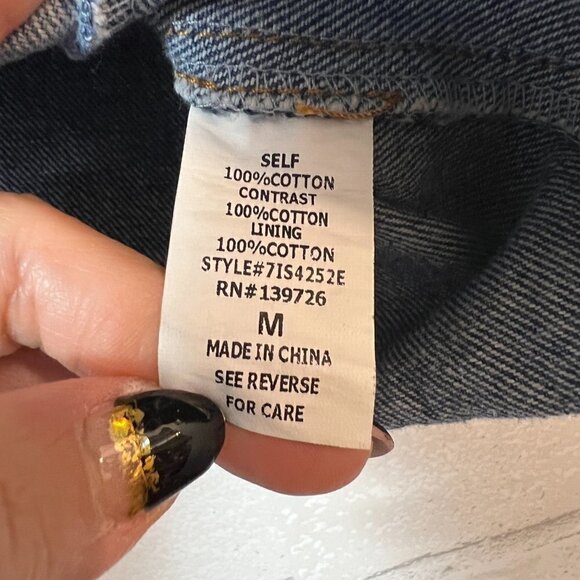 SELF
100%COTTON
CONTRAST
100%COTTON
LINING
100%COTTON
STYLE#7IS4252E
RN#139726
M
MADE IN CHINA
SEE REVERSE
FOR CARE